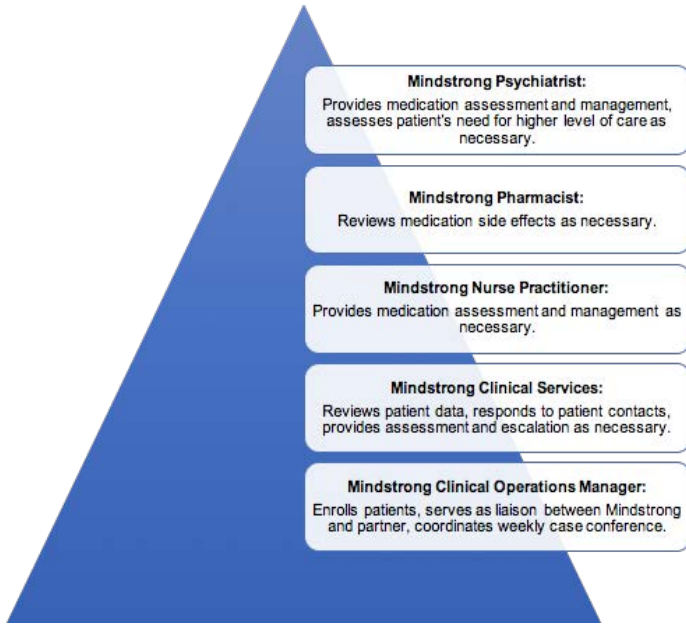 Mindstrong Psychiatrist:
Provides medication assessment and management,
assesses patient's need for higher level of care as
necessary.
Mindstrong Pharmacist:
Reviews medication side effects as necessary.
Mindstrong Nurse Practitioner:
Provides medication assessment and management as
necessary.
Mindstrong Clinical Services:
Reviews patient data, responds to patient contacts,
provides assessment and escalation as necessary.
Mindstrong Clinical Operations Manager:
Enrolls patients, serves as liaison between Mindstrong
and partner, coordinates weekly case conference.